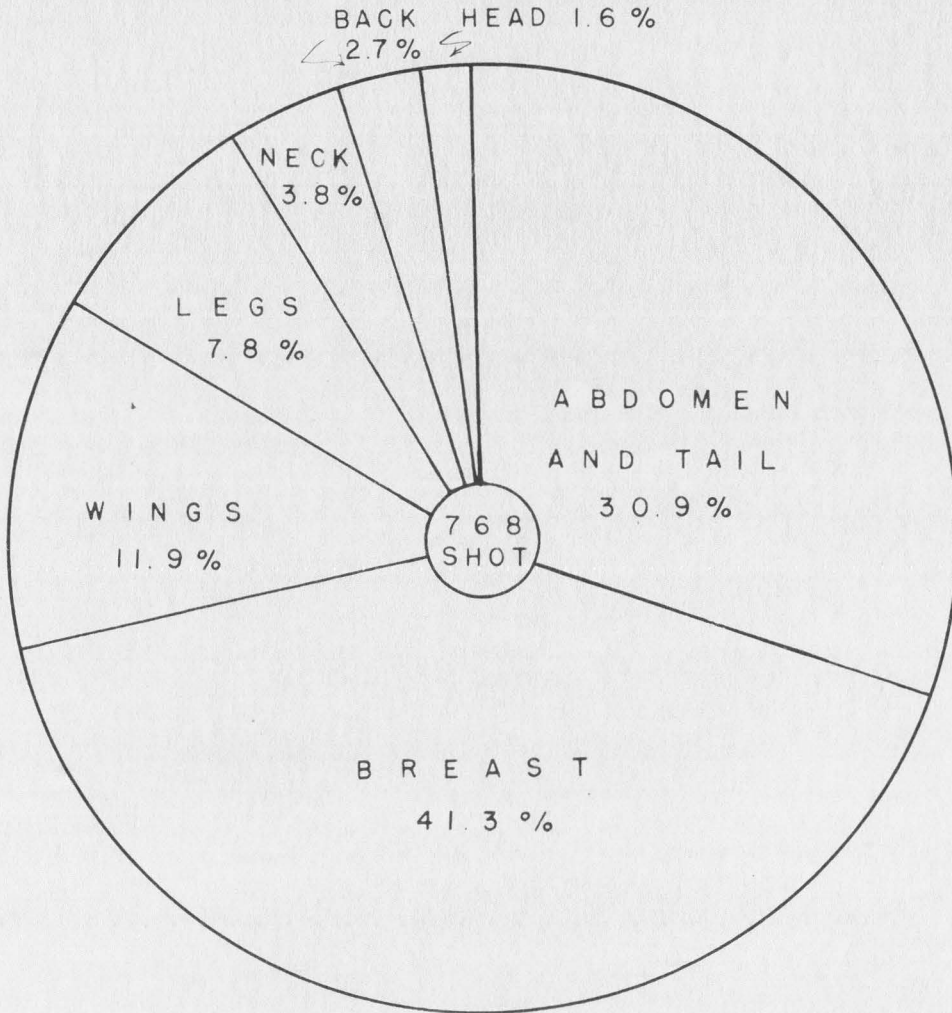 BACK HEAD 1.6%
2.7%
NECK
3.8%
LEGS
7.8%
ABDOMEN
AND TAIL
30.9%
WINGS
11.9%
768
SHOT
BREAST
41.3%